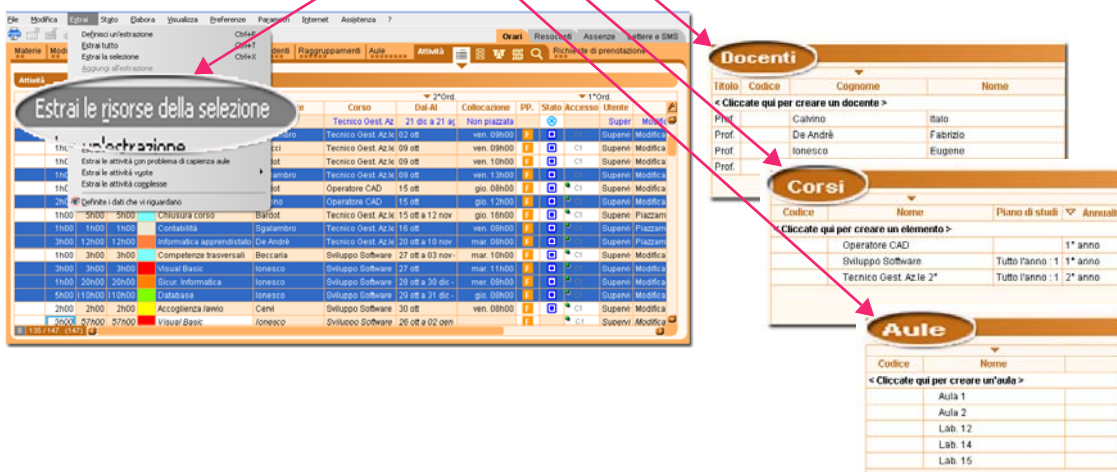 File Modifica Estrai Stato Elabora Visualizza Preferenze Parametri Internet Assistenza ?
Definisci un'estrazione Ctrl+F
Estrai tutto Ctrl+T
Estrai la selezione Ctrl+X
Aggiungi all'estrazione
Estrai le risorse della selezione
un'estrazione
Estrai le attività con problema di capienza aule
Estrai le attività vuote
Estrai le attività complesse
Definite i dati che vi riguardano
Orari Resoconti Assenze Lettere e SMS
Materie Raggruppamenti Aule Attività Richieste di prenotazione
Attività
2°Ord. 1°Ord.
Corso Dal-Al Collocazione PP. Stato Accesso Utente
Tecnico Gest. Az 21 dic a 21 ag Non piazzata Super
Tecnico Gest. Az.le 02 ott ven. 09h00 F Supervi Modifica
Tecnico Gest. Az.le 09 ott ven. 09h00 F C1 Supervi Modifica
Tecnico Gest. Az.le 09 ott ven. 10h00 F C1 Supervi Modifica
1h00 Tecnico Gest. Az.le 09 ott ven. 13h00 F Supervi Modifica
Operatore CAD 15 ott gio. 08h00 F C1 Supervi Modifica
Operatore CAD 15 ott gio. 12h00 F Supervi Modifica
1h00 5h00 5h00 Chiusura corso Bardot Tecnico Gest. Az.le 15 ott a 12 nov gio. 16h00 F C1 Supervi Piazzam
1h00 1h00 1h00 Contabilità Sgalambro Tecnico Gest. Az.le 16 ott ven. 08h00 F Supervi Piazzam
3h00 12h00 12h00 Informatica apprendistato De Andrè Tecnico Gest. Az.le 20 ott a 10 nov mar. 08h00 F Supervi Piazzam
1h00 3h00 3h00 Competenze trasversali Beccaria Sviluppo Software 27 ott a 03 nov - mar. 10h00 F C1 Supervi Modifica
3h00 3h00 3h00 Visual Basic Ionesco Sviluppo Software 27 ott mar. 11h00 F Supervi Modifica
1h00 20h00 20h00 Sicur. Informatica Ionesco Sviluppo Software 28 ott a 30 dic - mer. 08h00 F Supervi Modifica
5h00 110h00 110h00 Database Ionesco Sviluppo Software 29 ott a 31 dic - gio. 09h00 F Supervi Modifica
2h00 2h00 2h00 Accoglienza /avvio Cervi Sviluppo Software 30 ott ven. 08h00 F C1 Supervi Modifica
3h00 57h00 57h00 Visual Basic Ionesco Sviluppo Software 26 ott a 02 gen F C1 Supervi Modifica
135 /147 (147)
Docenti
Titolo Codice Cognome Nome
< Cliccate qui per creare un docente >
Prof. Calvino Italo
Prof. De Andrè Fabrizio
Prof. Ionesco Eugene
Prof.
Corsi
Codice Nome Piano di studi Annualità
< Cliccate qui per creare un elemento >
Operatore CAD 1° anno
Sviluppo Software Tutto l'anno : 1 1° anno
Tecnico Gest. Az.le 2° Tutto l'anno : 1 2° anno
Aule
Codice Nome
< Cliccate qui per creare un'aula >
Aula 1
Aula 2
Lab. 12
Lab. 14
Lab. 15